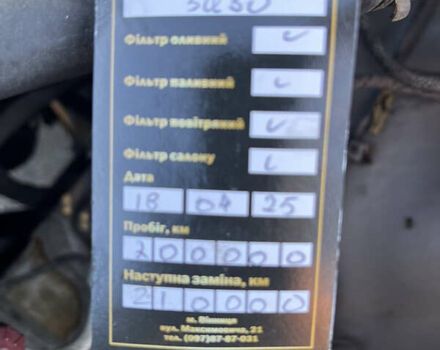 5W30
Фільтр оливний ✓
Фільтр паливний ✓
Фільтр повітряний ✓
Фільтр салону ✓
Дата
18 04 25
Пробіг, км
200000
Наступна заміна, км
210000
м. Вінниця
вул. Максимовича, 21
тел. (097)87-87-031